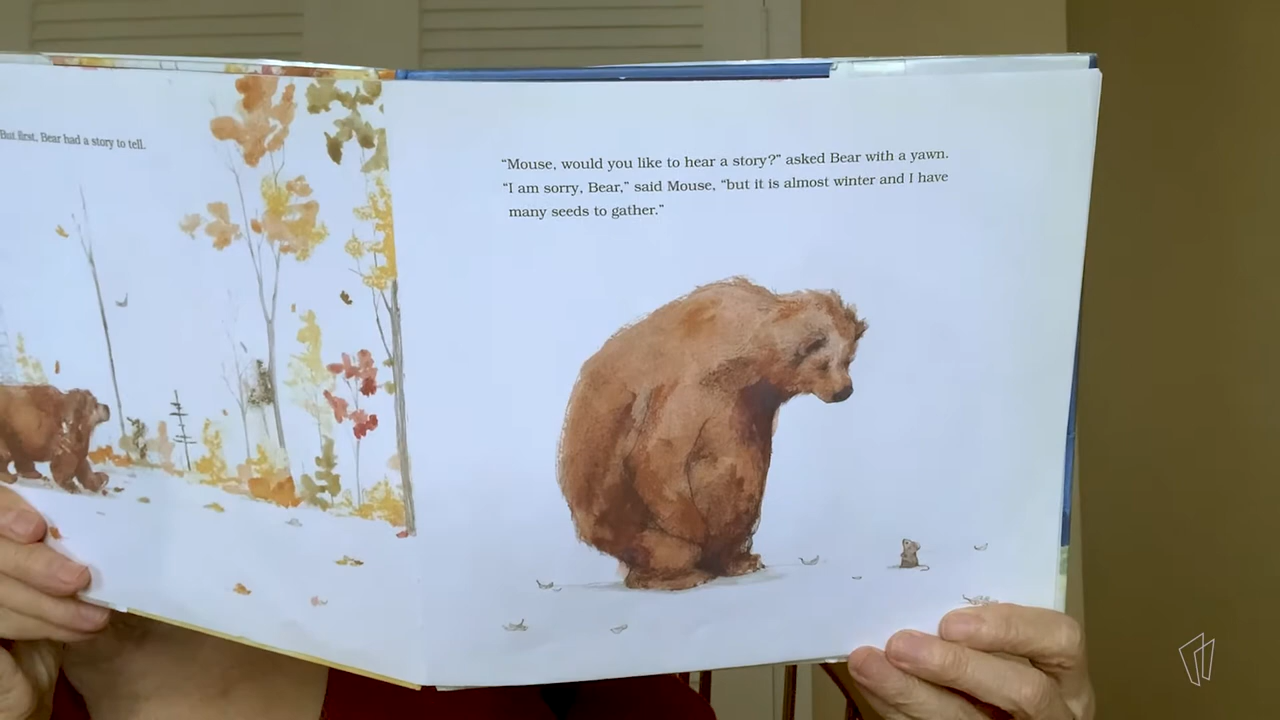 But first, Bear had a story to tell.
“Mouse, would you like to hear a story?” asked Bear with a yawn.
“I am sorry, Bear,” said Mouse, “but it is almost winter and I have
many seeds to gather.”